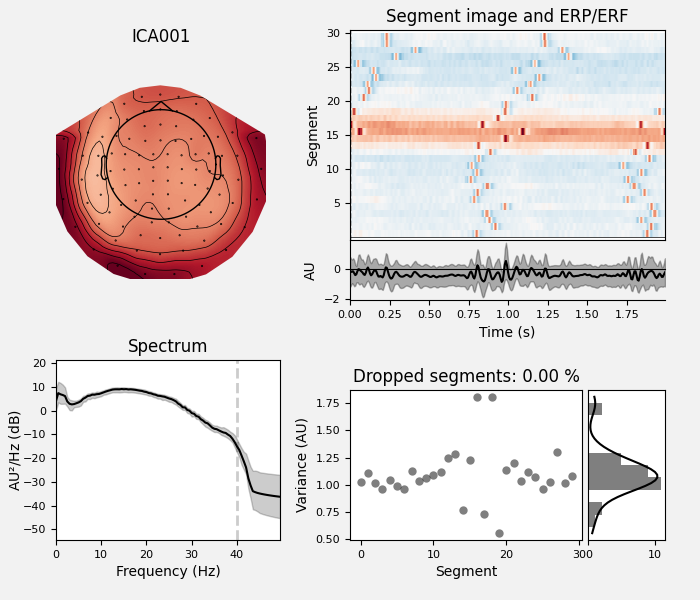 ICA001
Segment image and ERP/ERF
Segment
30
25
20
15
10
5
AU
0
−2
0.00 0.25 0.50 0.75 1.00 1.25 1.50 1.75
Time (s)
Spectrum
AU²/Hz (dB)
20
10
0
−10
−20
−30
−40
−50
0 10 20 30 40
Frequency (Hz)
Dropped segments: 0.00 %
Variance (AU)
1.75
1.50
1.25
1.00
0.75
0.50
0 10 20 30
Segment
0 10